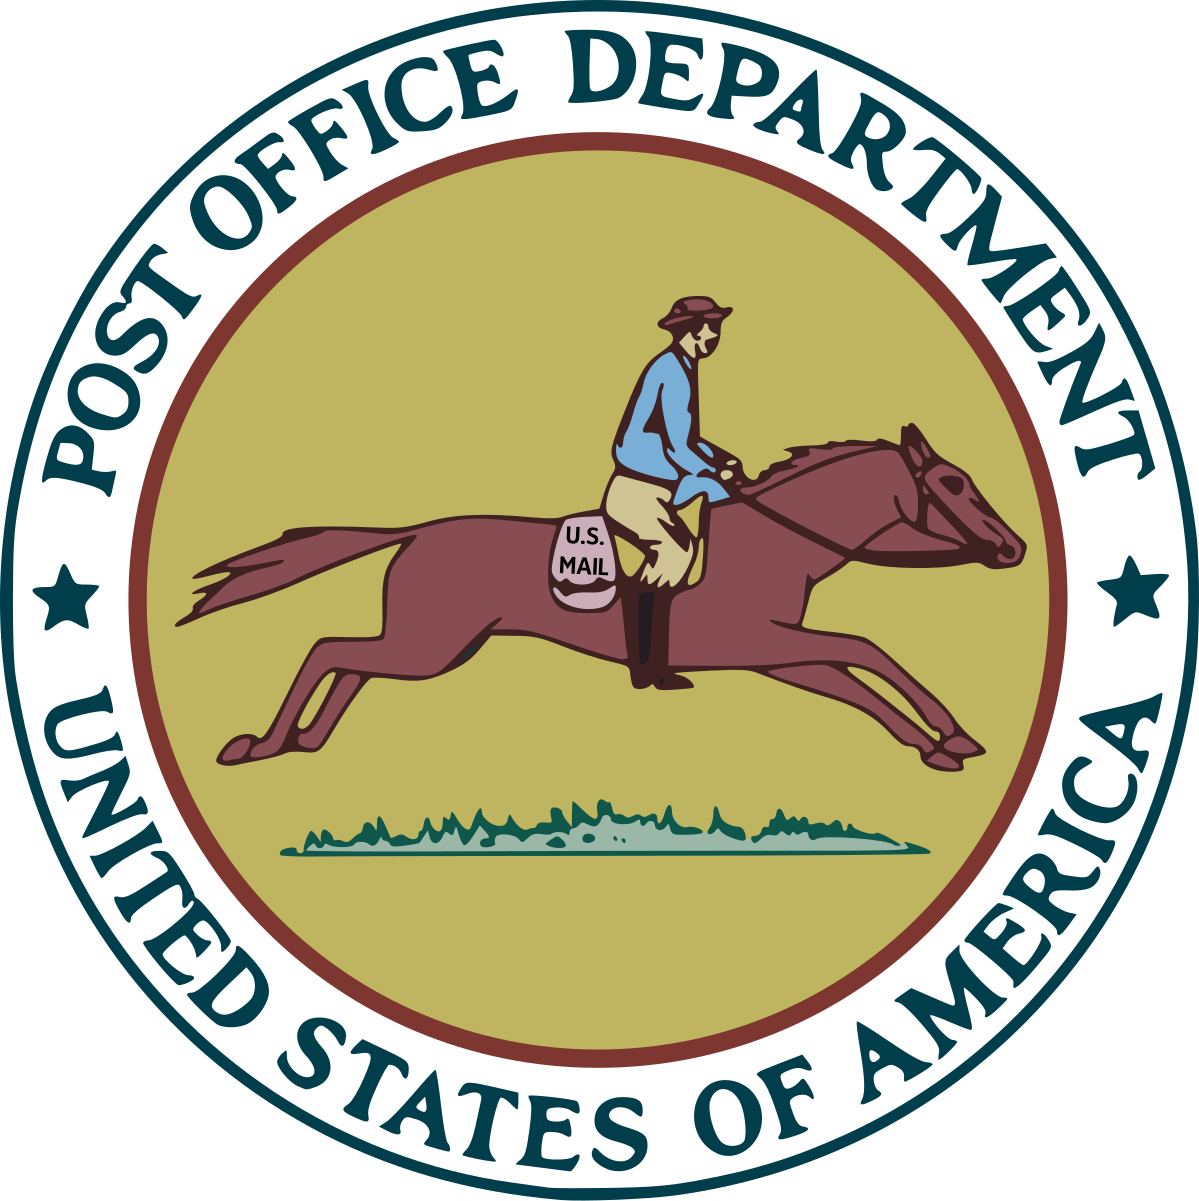 POST OFFICE DEPARTMENT
U.S.
MAIL
UNITED STATES OF AMERICA